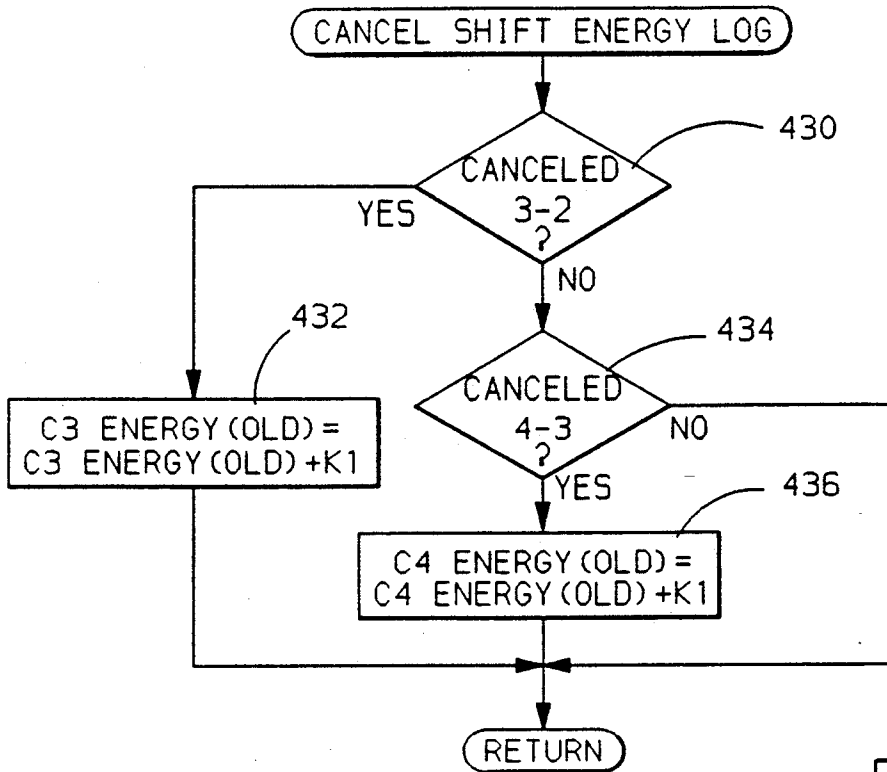 CANCEL SHIFT ENERGY LOG
430
CANCELED
3-2
?
YES
NO
432
434
C3 ENERGY(OLD)=
C3 ENERGY(OLD)+K1
CANCELED
4-3
?
NO
YES
436
C4 ENERGY(OLD)=
C4 ENERGY(OLD)+K1
RETURN